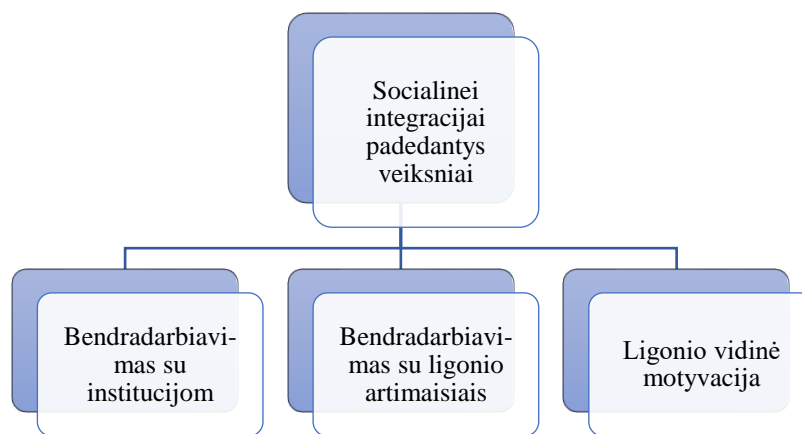 Socialinei
integracijai
padedantys
veiksniai
Bendradarbiavi-
mas su
institucijom
Bendradarbiavi-
mas su ligonio
artimaisiais
Ligonio vidinė
motyvacija